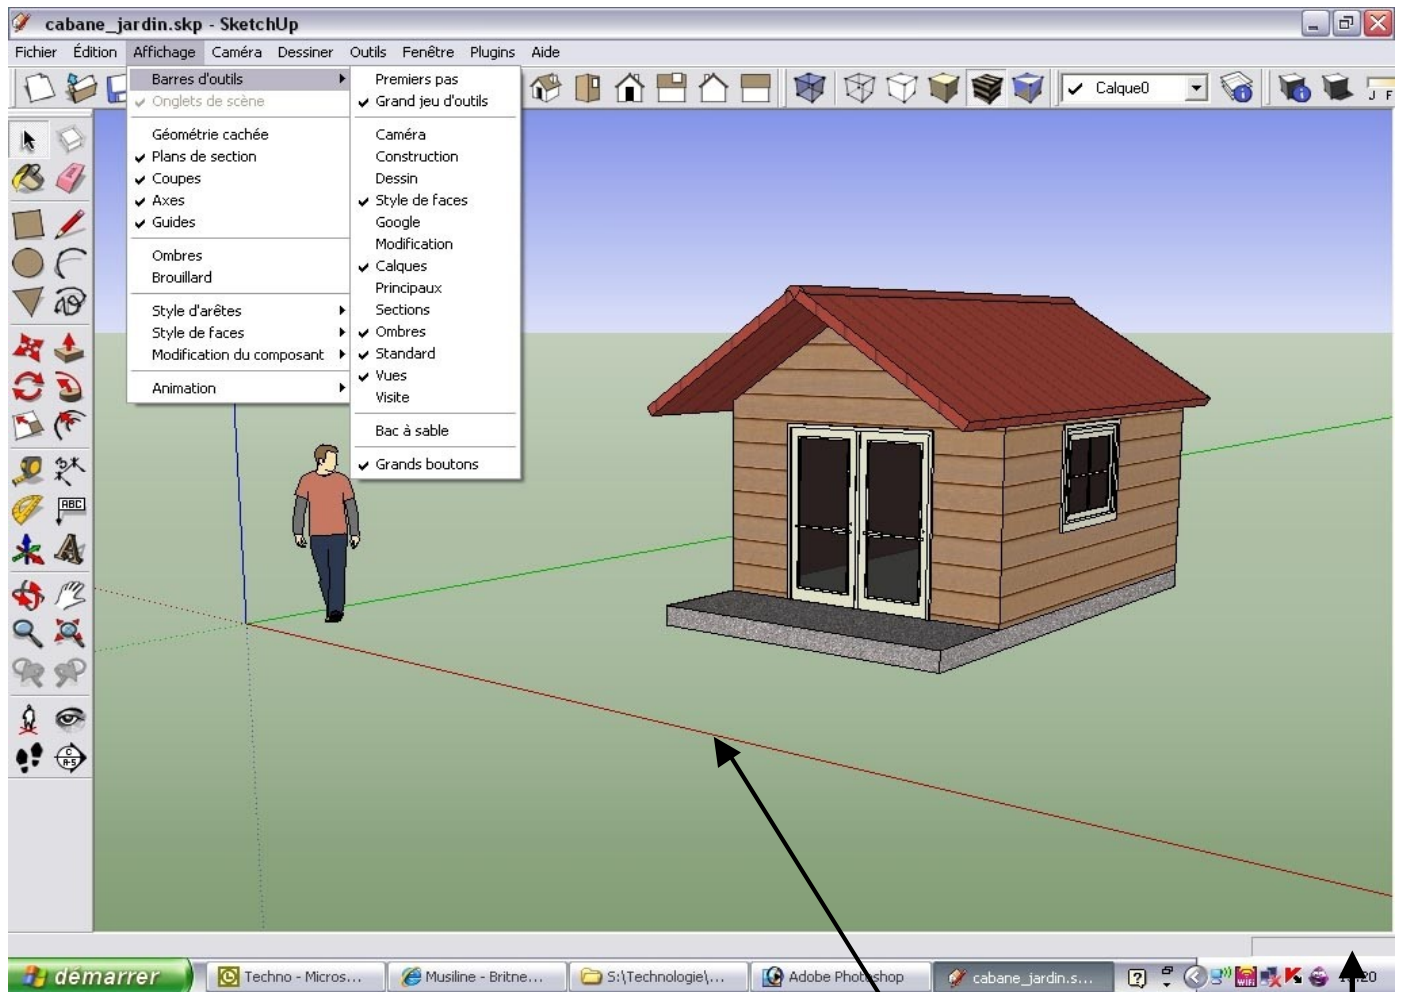 cabane_jardin.skp - SketchUp
Fichier Édition Affichage Caméra Dessiner Outils Fenêtre Plugins Aide
Barres d'outils
Onglets de scène
Géométrie cachée
Plans de section
Coupes
Axes
Guides
Ombres
Brouillard
Style d'arêtes
Style de faces
Modification du composant
Animation
Premiers pas
Grand jeu d'outils
Caméra
Construction
Dessin
Style de faces
Google
Modification
Calques
Principaux
Sections
Ombres
Standard
Vues
Visite
Bac à sable
Grands boutons
Calque0
J F
ABC
démarrer
Techno - Micros...
Musiline - Britne...
S:\Technologie\...
Adobe Photoshop
cabane_jardin.s...
WiFi